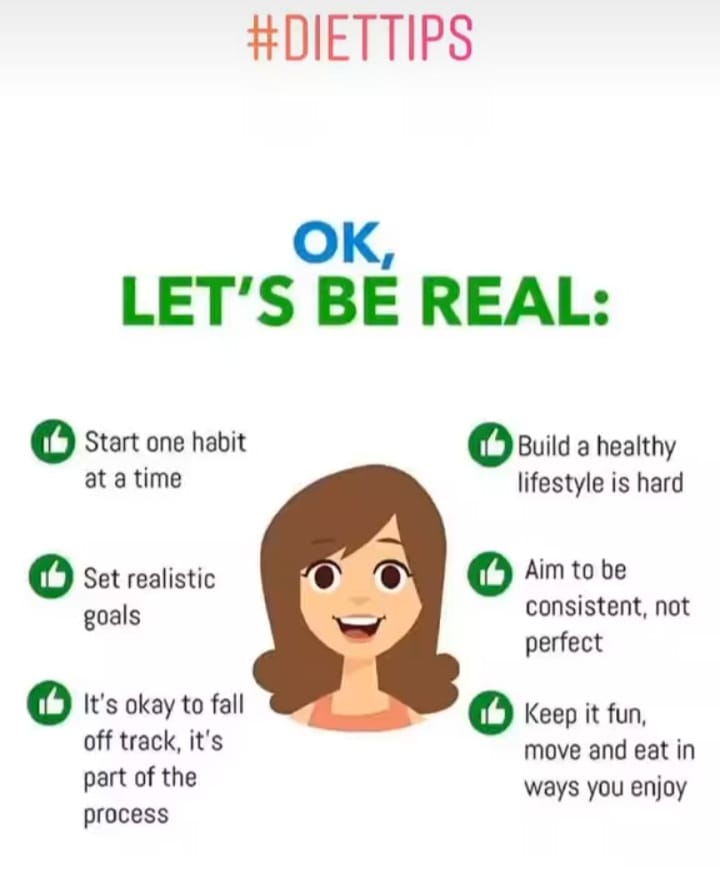 #DIETTIPS
OK,
LET'S BE REAL:
Start one habit
at a time
Set realistic
goals
It's okay to fall
off track, it's
part of the
process
Build a healthy
lifestyle is hard
Aim to be
consistent, not
perfect
Keep it fun,
move and eat in
ways you enjoy